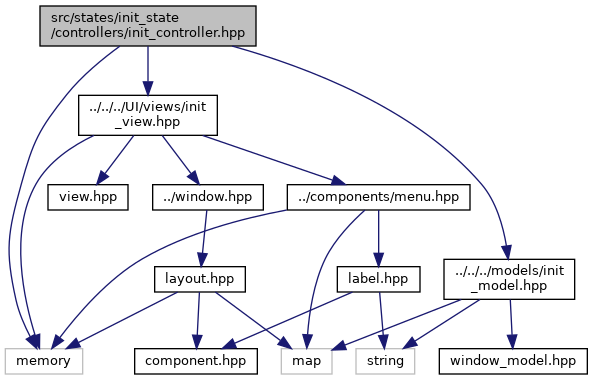 src/states/init_state
/controllers/init_controller.hpp
../../../UI/views/init
_view.hpp
view.hpp
../window.hpp
../components/menu.hpp
layout.hpp
label.hpp
../../../models/init
_model.hpp
memory
component.hpp
map
string
window_model.hpp